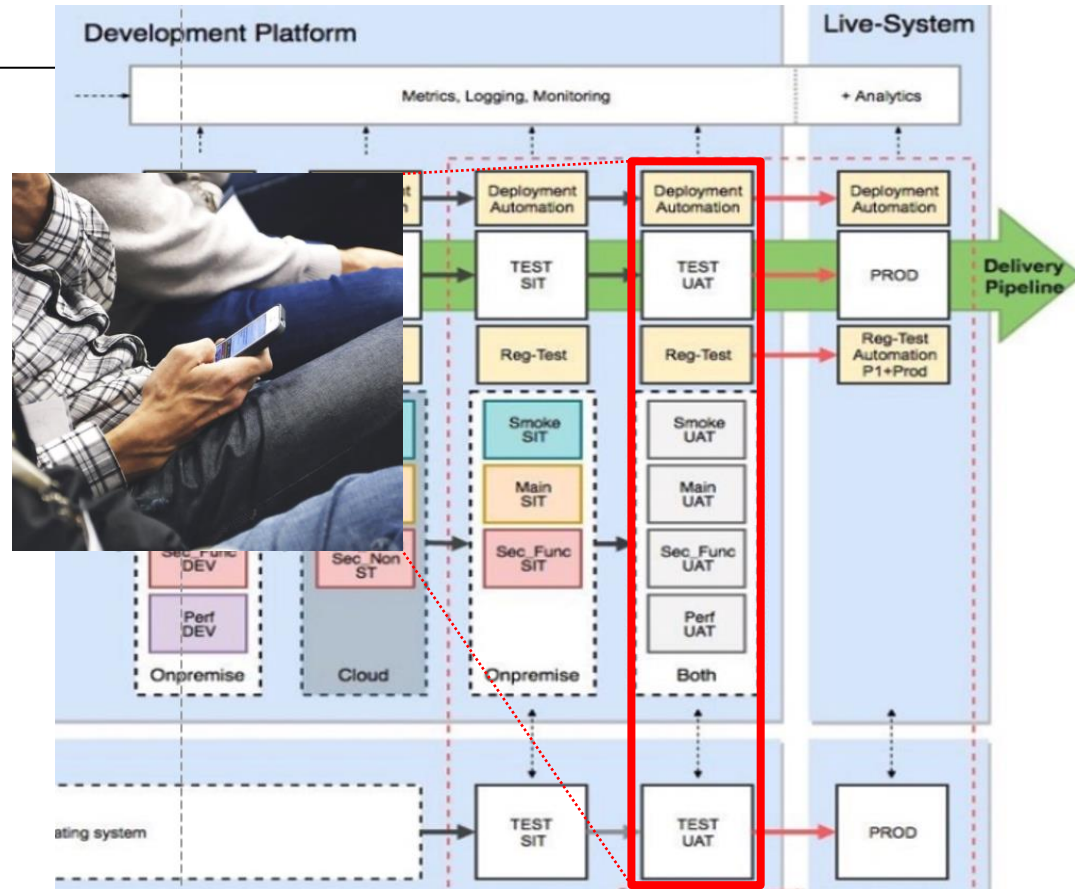 Development Platform
Live-System
Metrics, Logging, Monitoring
+ Analytics
Deployment
Automation
Deployment
Automation
Deployment
Automation
TEST
SIT
TEST
UAT
PROD
Delivery
Pipeline
Reg-Test
Reg-Test
Reg-Test
Automation
P1+Prod
Smoke
SIT
Smoke
UAT
Main
SIT
Main
UAT
Sec_Func
DEV
Sec_Non
ST
Sec_Func
SIT
Sec_Func
UAT
Perf
DEV
Perf
UAT
Onpremise
Cloud
Onpremise
Both
ating system
TEST
SIT
TEST
UAT
PROD